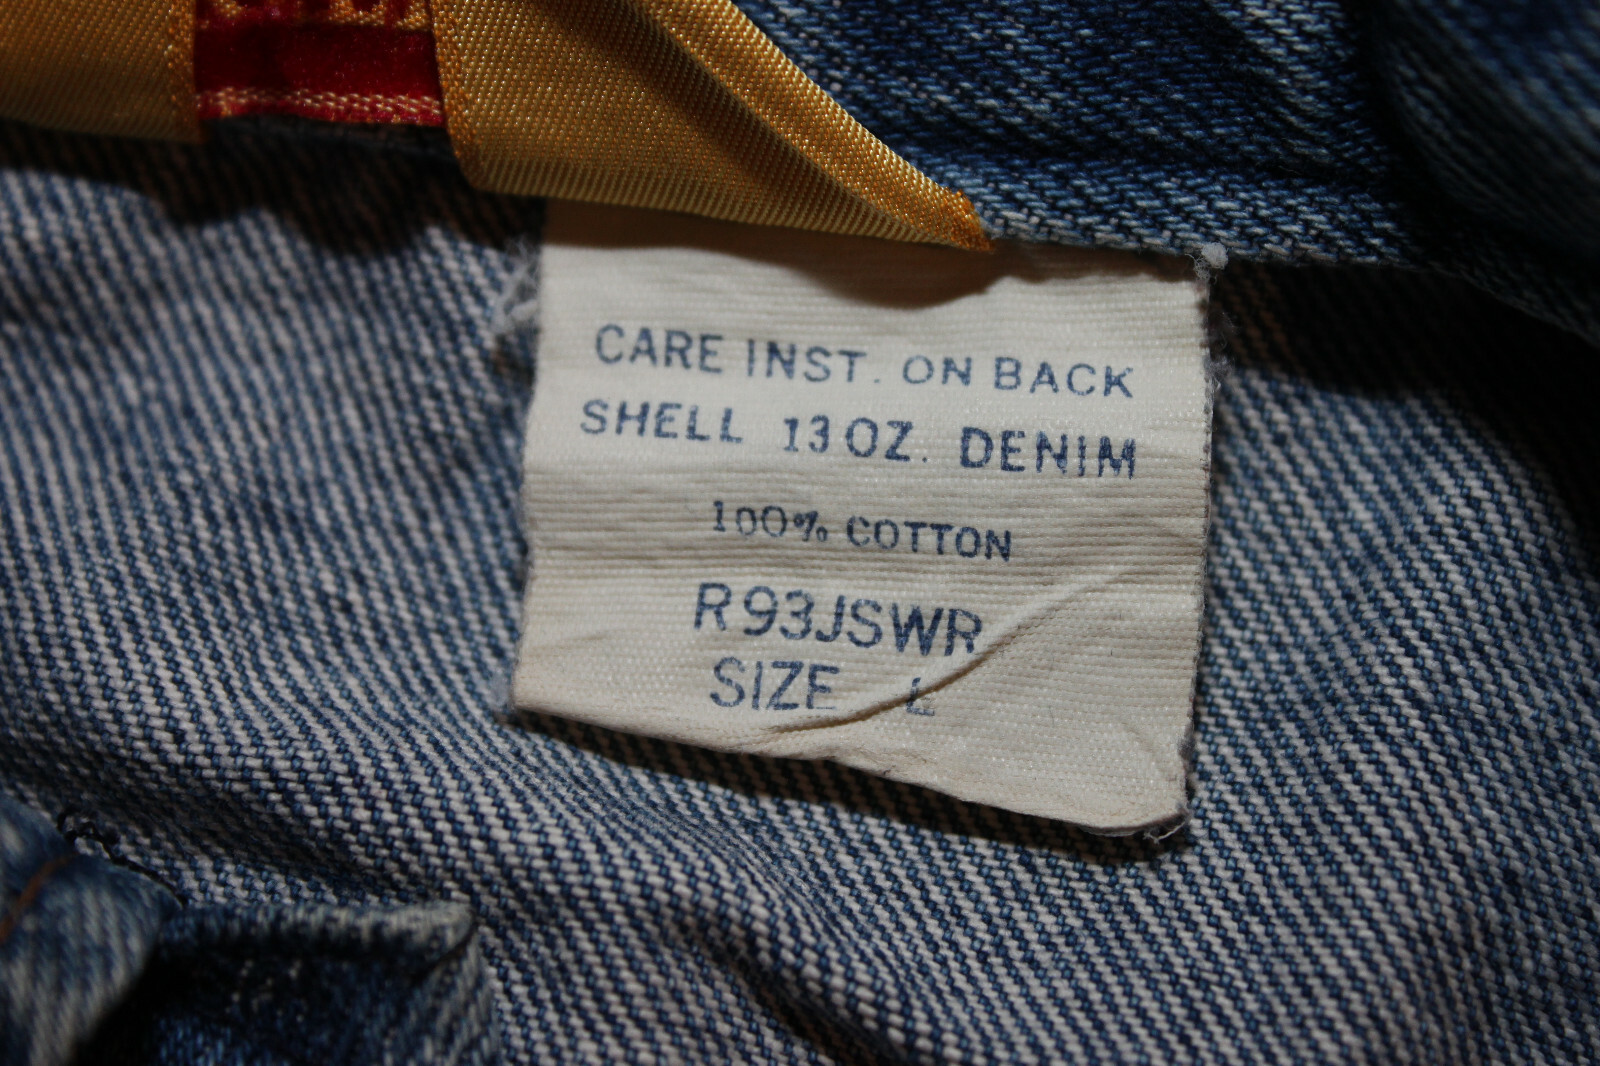 CARE INST. ON BACK
SHELL 13 OZ. DENIM
100% COTTON
R93JSWR
SIZE L